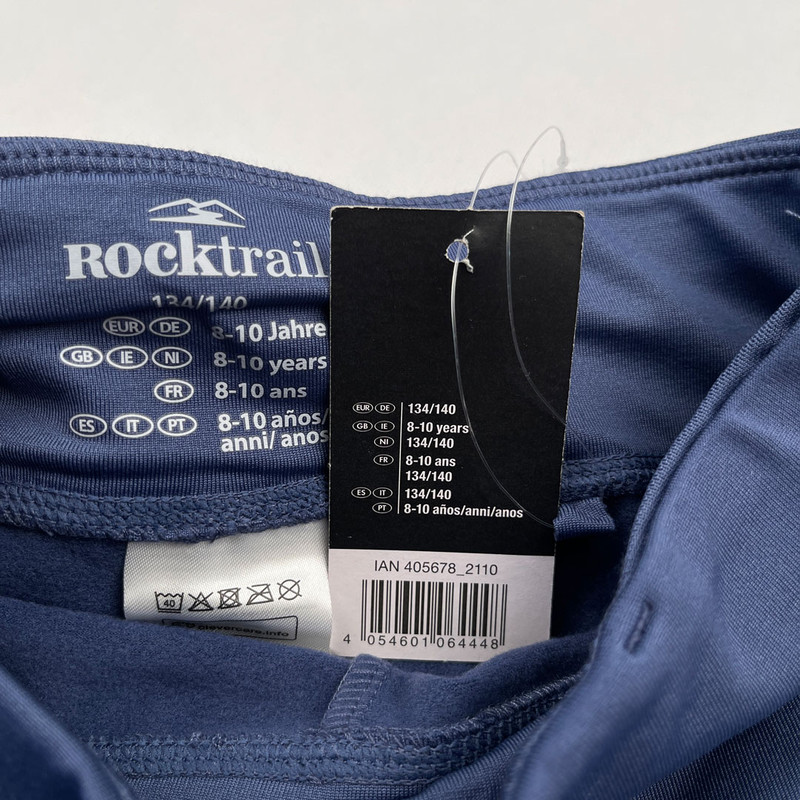 Rocktrail
134/140
EUR DE 8-10 Jahre
GB IE NI 8-10 years
FR 8-10 ans
ES IT PT 8-10 años/
anni/ anos
EUR DE 134/140
GB IE 8-10 years
NI 134/140
FR 8-10 ans
134/140
ES IT 134/140
PT 8-10 años/anni/anos
40
clevercare.info
IAN 405678_2110
4 054601 064448